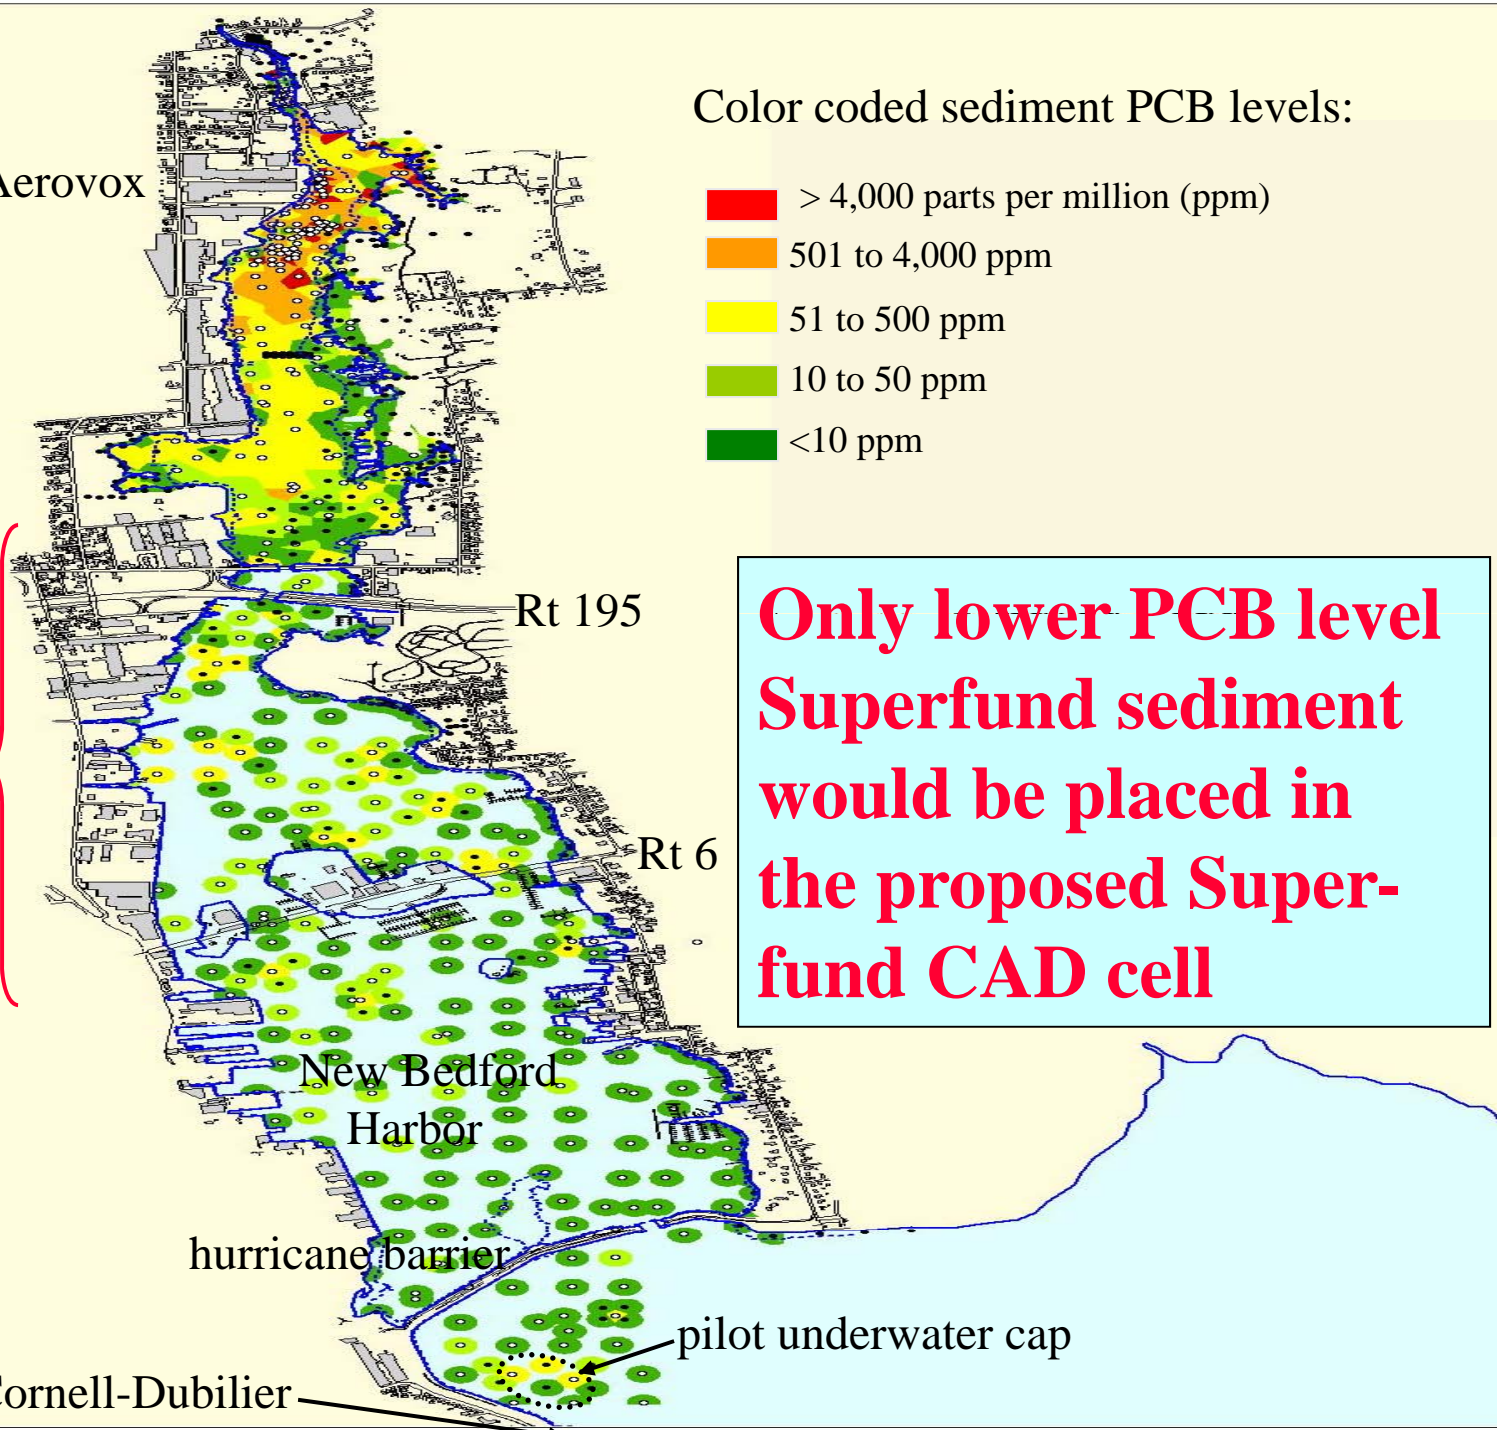 Color coded sediment PCB levels:
> 4,000 parts per million (ppm)
501 to 4,000 ppm
51 to 500 ppm
10 to 50 ppm
<10 ppm
Aerovox
Rt 195
Only lower PCB level
Superfund sediment
would be placed in
the proposed Super-
fund CAD cell
Rt 6
New Bedford
Harbor
hurricane barrier
pilot underwater cap
Cornell-Dubilier